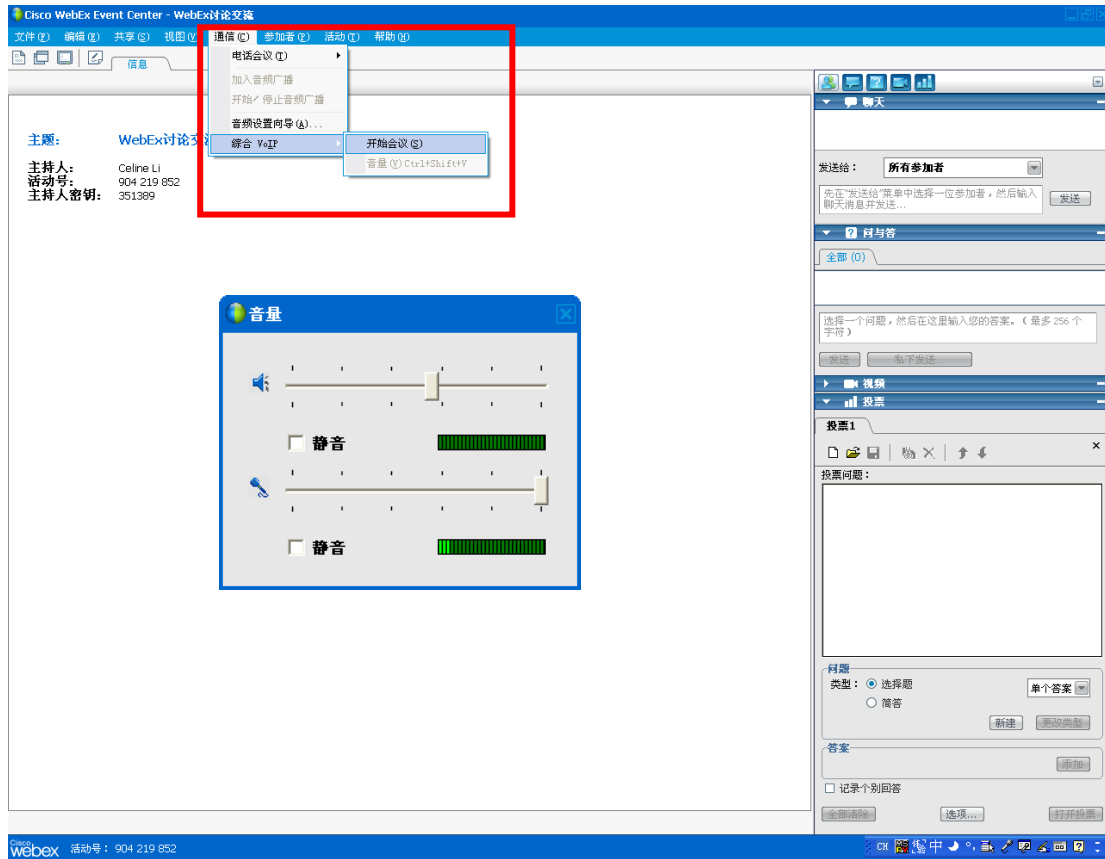 Cisco WebEx Event Center - WebEx讨论交流
文件(F) 编辑(E) 共享(S) 视图(V) 通信(C) 参加者(P) 活动(T) 帮助(H)
信息
电话会议(T)
加入音频广播
开始/停止音频广播
音频设置向导(A)...
综合 VoIP
开始会议(S)
音量(V) Ctrl+Shift+V
主题: WebEx讨论交
主持人: Celine Li
活动号: 904 219 852
主持人密钥: 351389
音量
静音
静音
聊天
发送给: 所有参加者
先在"发送给"菜单中选择一位参加者,然后输入
聊天消息并发送...
发送
问与答
全部 (0)
选择一个问题,然后在这里输入您的答案。(最多 256 个
字符)
发送 私下发送
视频
投票
投票1
投票问题:
问题
类型: 选择题 单个答案
简答
新建 更改类型
答案
添加
记录个别回答
全部清除 选项... 打开投票
Cisco webex 活动号: 904 219 852
CH 中